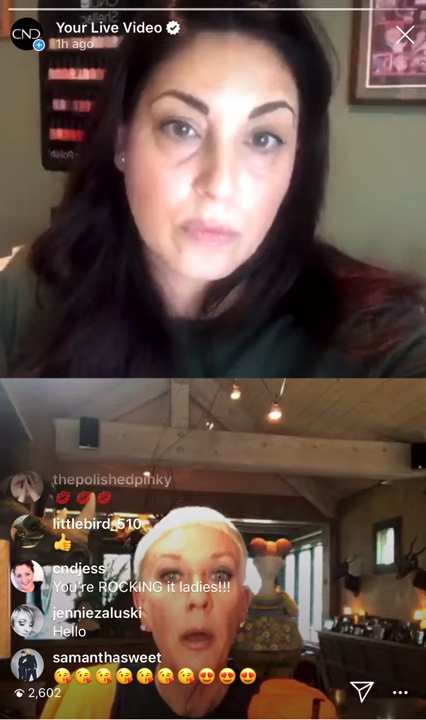 CND
Your Live Video
1h ago
thepolishedpinky
💋💋💋
littlebird_510
👍
cndjess
You're ROCKING it ladies!!!
jenniezaluski
Hello
samanthasweet
😘😘😘😘😘😘😘😍😍😍
2,602